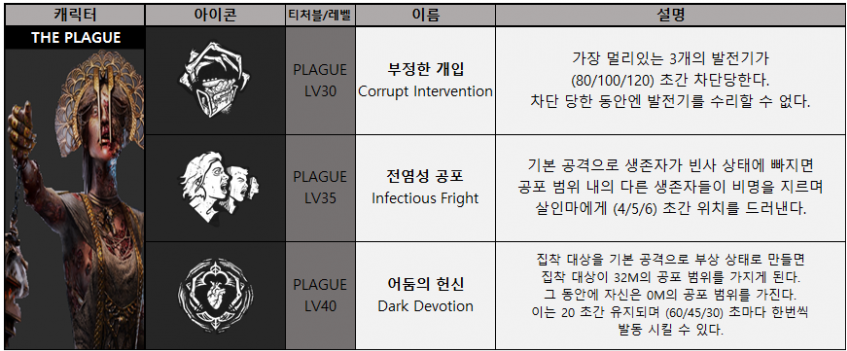 캐릭터 아이콘 티처블/레벨 이름 설명
THE PLAGUE
PLAGUE
LV30
부정한 개입
Corrupt Intervention
가장 멀리있는 3개의 발전기가
(80/100/120) 초간 차단당한다.
차단 당한 동안엔 발전기를 수리할 수 없다.
PLAGUE
LV35
전염성 공포
Infectious Fright
기본 공격으로 생존자가 빈사 상태에 빠지면
공포 범위 내의 다른 생존자들이 비명을 지르며
살인마에게 (4/5/6) 초간 위치를 드러낸다.
PLAGUE
LV40
어둠의 헌신
Dark Devotion
집착 대상을 기본 공격으로 부상 상태로 만들면
집착 대상이 32M의 공포 범위를 가지게 된다.
그 동안에 자신은 0M의 공포 범위를 가진다.
이는 20 초간 유지되며 (60/45/30) 초마다 한번씩
발동 시킬 수 있다.